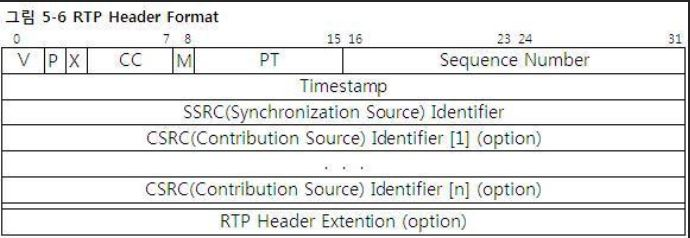 그림 5-6 RTP Header Format
0 7 8 15 16 23 24 31
V P X CC M PT Sequence Number
Timestamp
SSRC(Synchronization Source) Identifier
CSRC(Contribution Source) Identifier [1] (option)
. . .
CSRC(Contribution Source) Identifier [n] (option)
RTP Header Extention (option)